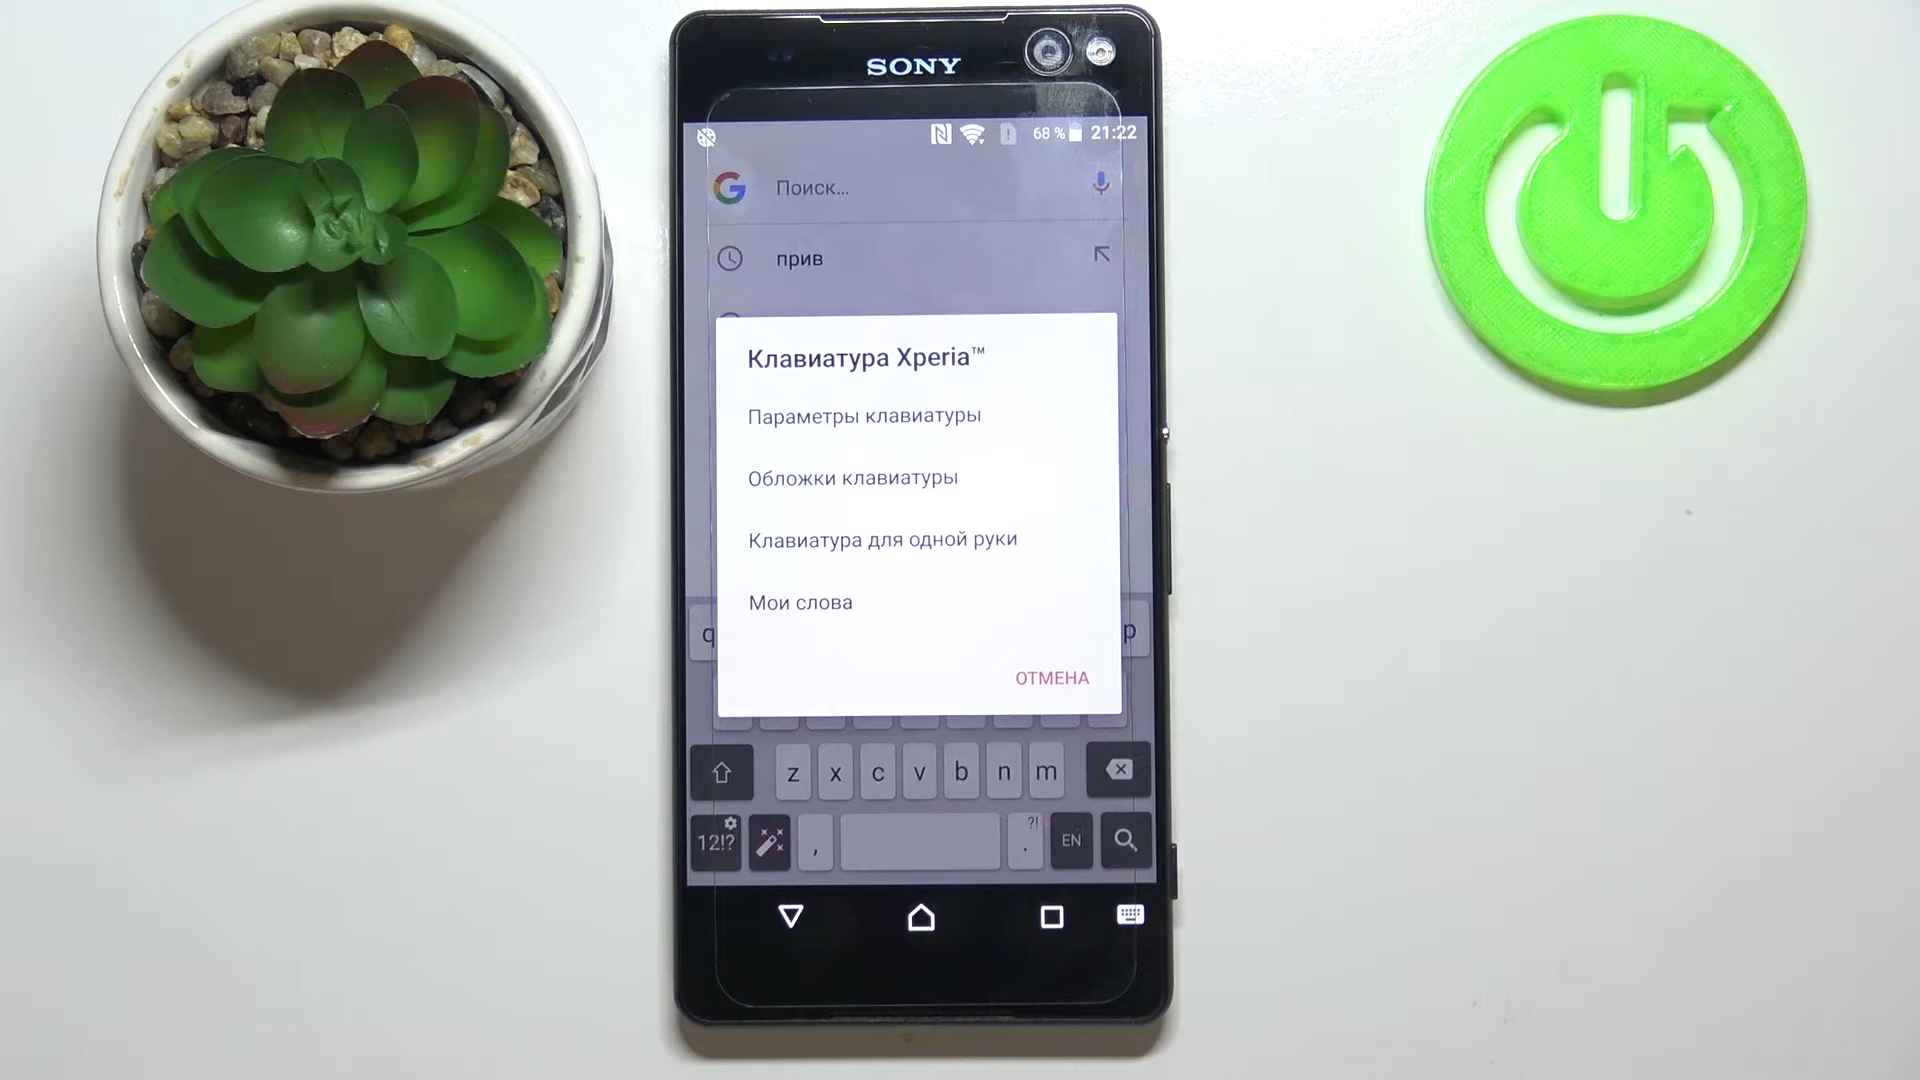 SONY
68 % 21:22
Поиск...
прив
Клавиатура Xperia™
Параметры клавиатуры
Обложки клавиатуры
Клавиатура для одной руки
Мои слова
q p
ОТМЕНА
z x c v b n m
12!? , . ?! EN